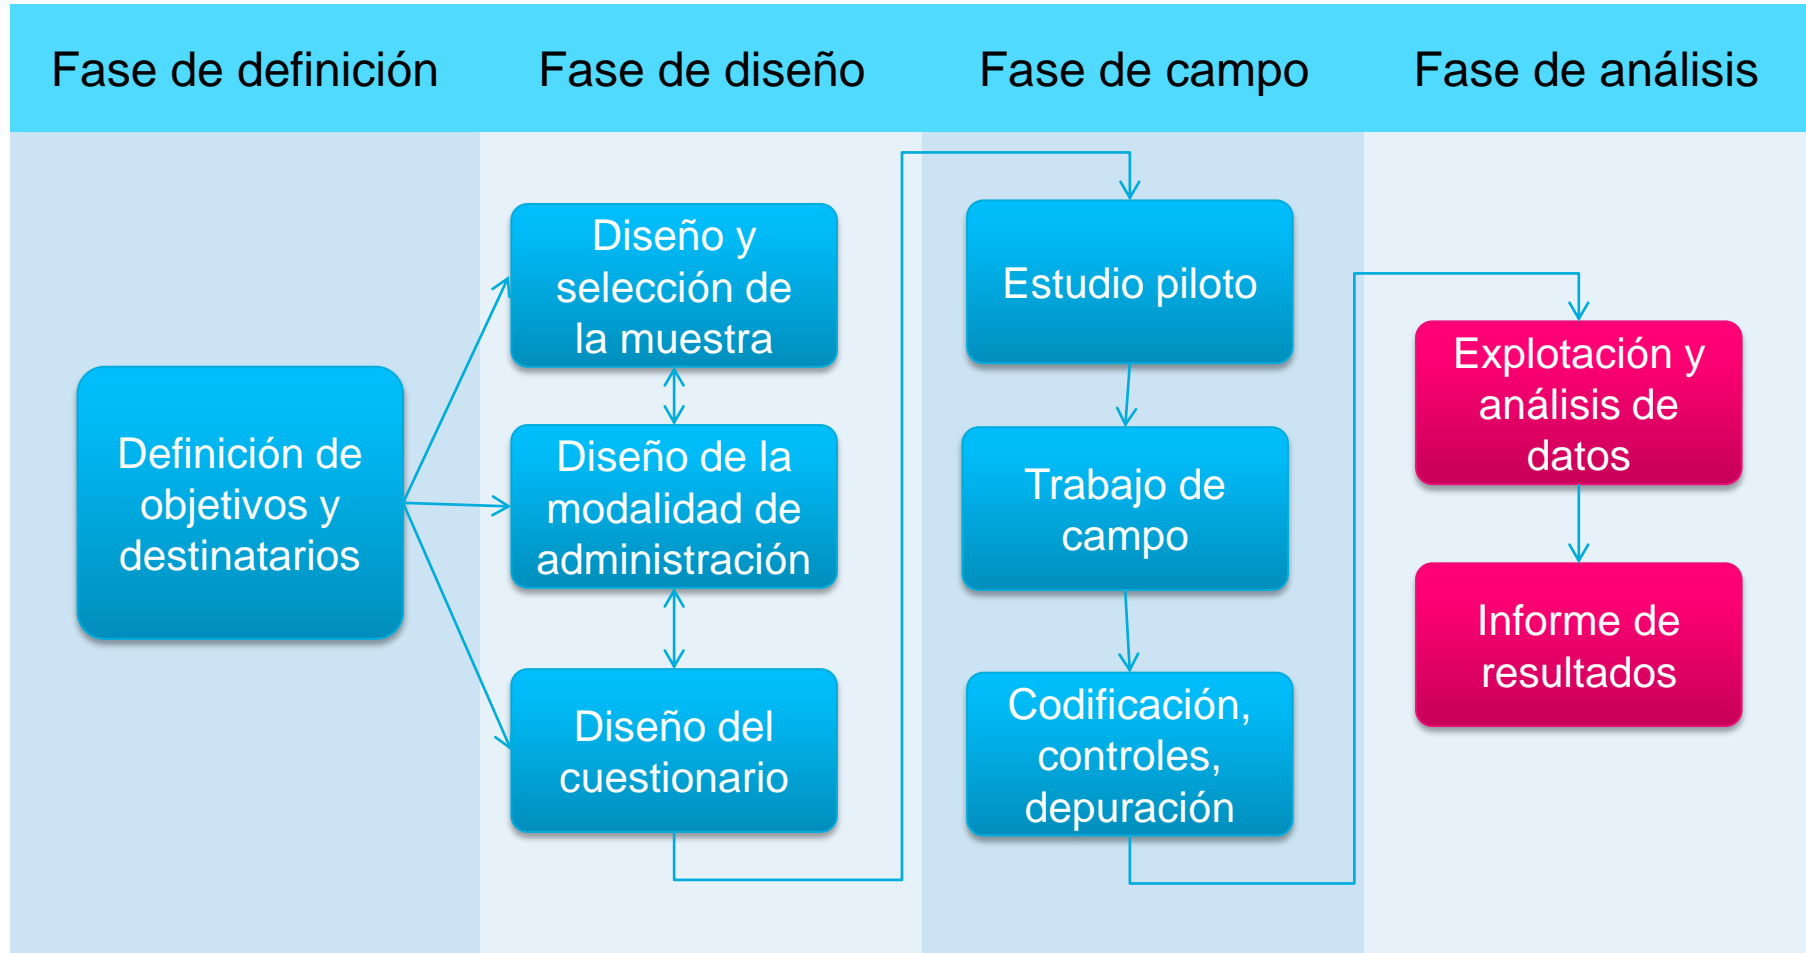 Fase de definición
Fase de diseño
Fase de campo
Fase de análisis
Definición de
objetivos y
destinatarios
Diseño y
selección de
la muestra
Diseño de la
modalidad de
administración
Diseño del
cuestionario
Estudio piloto
Trabajo de
campo
Codificación,
controles,
depuración
Explotación y
análisis de
datos
Informe de
resultados